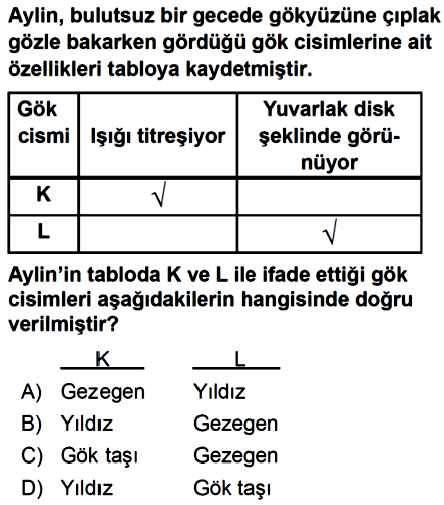 Aylin, bulutsuz bir gecede gökyüzüne çıplak
gözle bakarken gördüğü gök cisimlerine ait
özellikleri tabloya kaydetmiştir.
Gök cismi | Işığı titreşiyor | Yuvarlak disk şeklinde görü-nüyor
K | √ |
L | | √
Aylin'in tabloda K ve L ile ifade ettiği gök
cisimleri aşağıdakilerin hangisinde doğru
verilmiştir?
K L
A) Gezegen Yıldız
B) Yıldız Gezegen
C) Gök taşı Gezegen
D) Yıldız Gök taşı